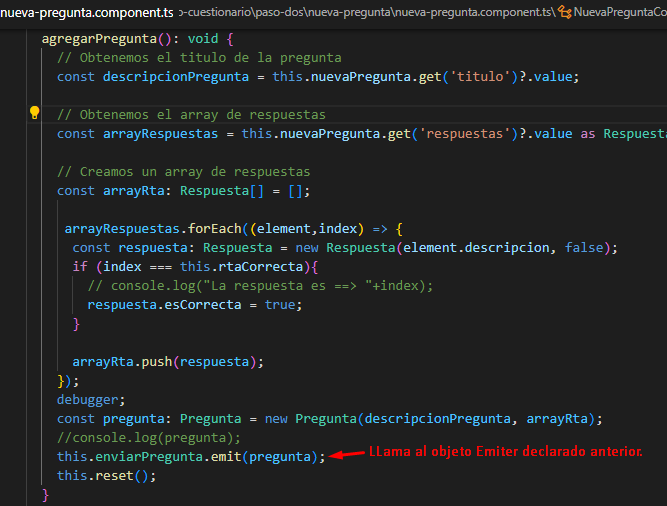 nueva-pregunta.component.ts
o-cuestionario\paso-dos\nueva-pregunta\nueva-pregunta.component.ts\ NuevaPreguntaCo
agregarPregunta(): void {
// Obtenemos el titulo de la pregunta
const descripcionPregunta = this.nuevaPregunta.get('titulo')?.value;
// Obtenemos el array de respuestas
const arrayRespuestas = this.nuevaPregunta.get('respuestas')?.value as Respuesta
// Creamos un array de respuestas
const arrayRta: Respuesta[] = [];
arrayRespuestas.forEach((element,index) => {
const respuesta: Respuesta = new Respuesta(element.descripcion, false);
if (index === this.rtaCorrecta){
// console.log("La respuesta es ==> "+index);
respuesta.esCorrecta = true;
}
arrayRta.push(respuesta);
});
debugger;
const pregunta: Pregunta = new Pregunta(descripcionPregunta, arrayRta);
//console.log(pregunta);
this.enviarPregunta.emit(pregunta); LLama al objeto Emiter declarado anterior.
this.reset();
}